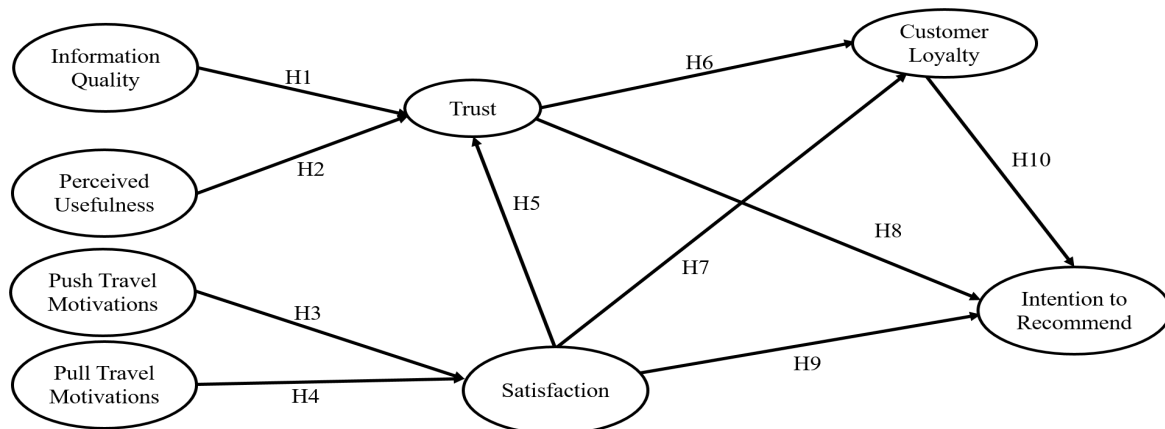 Information
Quality
H1
Perceived
Usefulness
H2
Push Travel
Motivations
H3
Pull Travel
Motivations
H4
Trust
H5
Satisfaction
H6
H7
H8
H9
Customer
Loyalty
H10
Intention to
Recommend